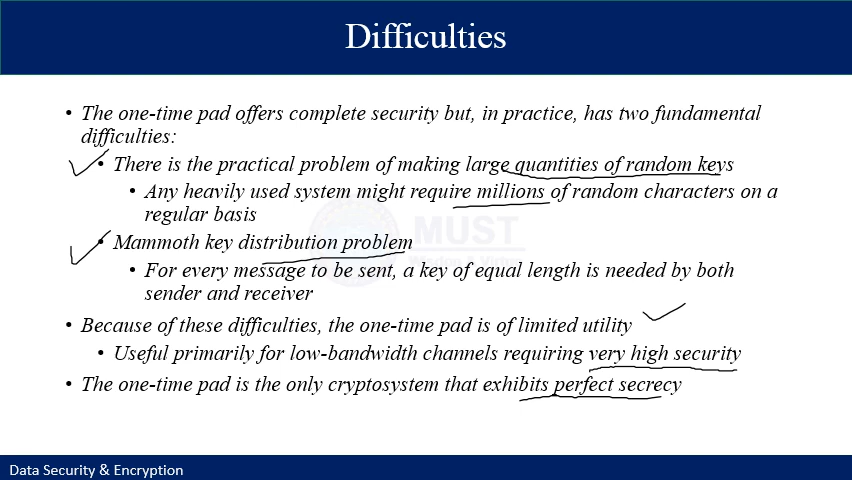 Difficulties
• The one-time pad offers complete security but, in practice, has two fundamental
difficulties:
• There is the practical problem of making large quantities of random keys
• Any heavily used system might require millions of random characters on a
regular basis
• Mammoth key distribution problem
• For every message to be sent, a key of equal length is needed by both
sender and receiver
• Because of these difficulties, the one-time pad is of limited utility
• Useful primarily for low-bandwidth channels requiring very high security
• The one-time pad is the only cryptosystem that exhibits perfect secrecy
MUST
Wisdom & Virtue
Data Security & Encryption